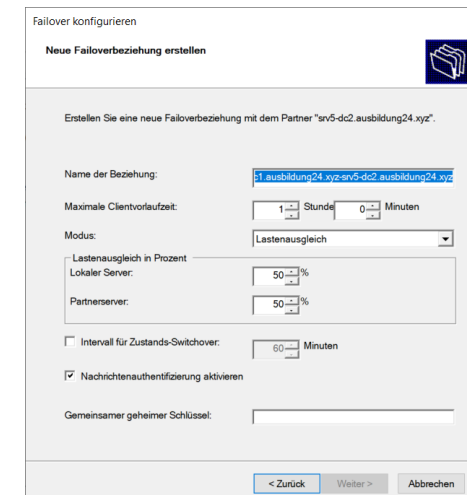 Failover konfigurieren
Neue Failoverbeziehung erstellen
Erstellen Sie eine neue Failoverbeziehung mit dem Partner "srv5-dc2.ausbildung24.xyz".
Name der Beziehung: :1.ausbildung24.xyz-srv5-dc2.ausbildung24.xyz
Maximale Clientvorlaufzeit: 1 Stunde 0 Minuten
Modus: Lastenausgleich
Lastenausgleich in Prozent
Lokaler Server: 50 %
Partnerserver: 50 %
Intervall für Zustands-Switchover: 60 Minuten
Nachrichtenauthentifizierung aktivieren
Gemeinsamer geheimer Schlüssel:
< Zurück Weiter > Abbrechen